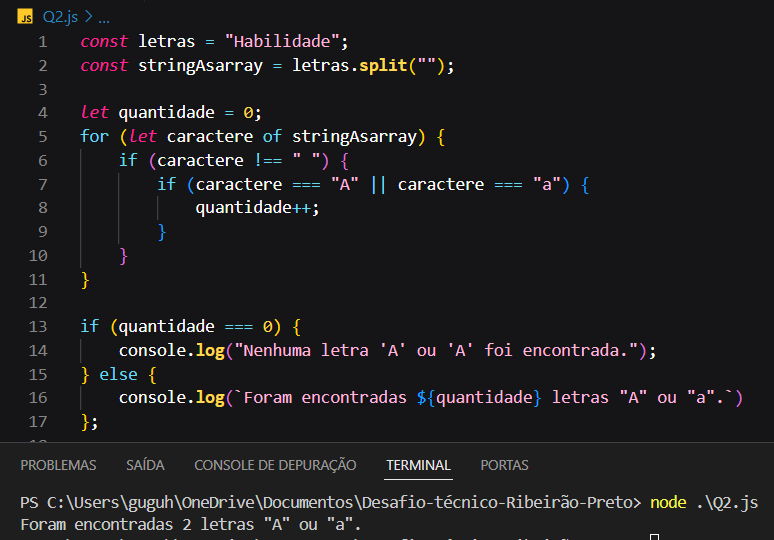 JS Q2.js > ...
1 const letras = "Habilidade";
2 const stringAsarray = letras.split("");
3
4 let quantidade = 0;
5 for (let caractere of stringAsarray) {
6 if (caractere !== " ") {
7 if (caractere === "A" || caractere === "a") {
8 quantidade++;
9 }
10 }
11 }
12
13 if (quantidade === 0) {
14 console.log("Nenhuma letra 'A' ou 'A' foi encontrada.");
15 } else {
16 console.log(`Foram encontradas ${quantidade} letras "A" ou "a".`)
17 };
PROBLEMAS SAÍDA CONSOLE DE DEPURAÇÃO TERMINAL PORTAS
PS C:\Users\guguh\OneDrive\Documentos\Desafio-técnico-Ribeirão-Preto> node .\Q2.js
Foram encontradas 2 letras "A" ou "a".